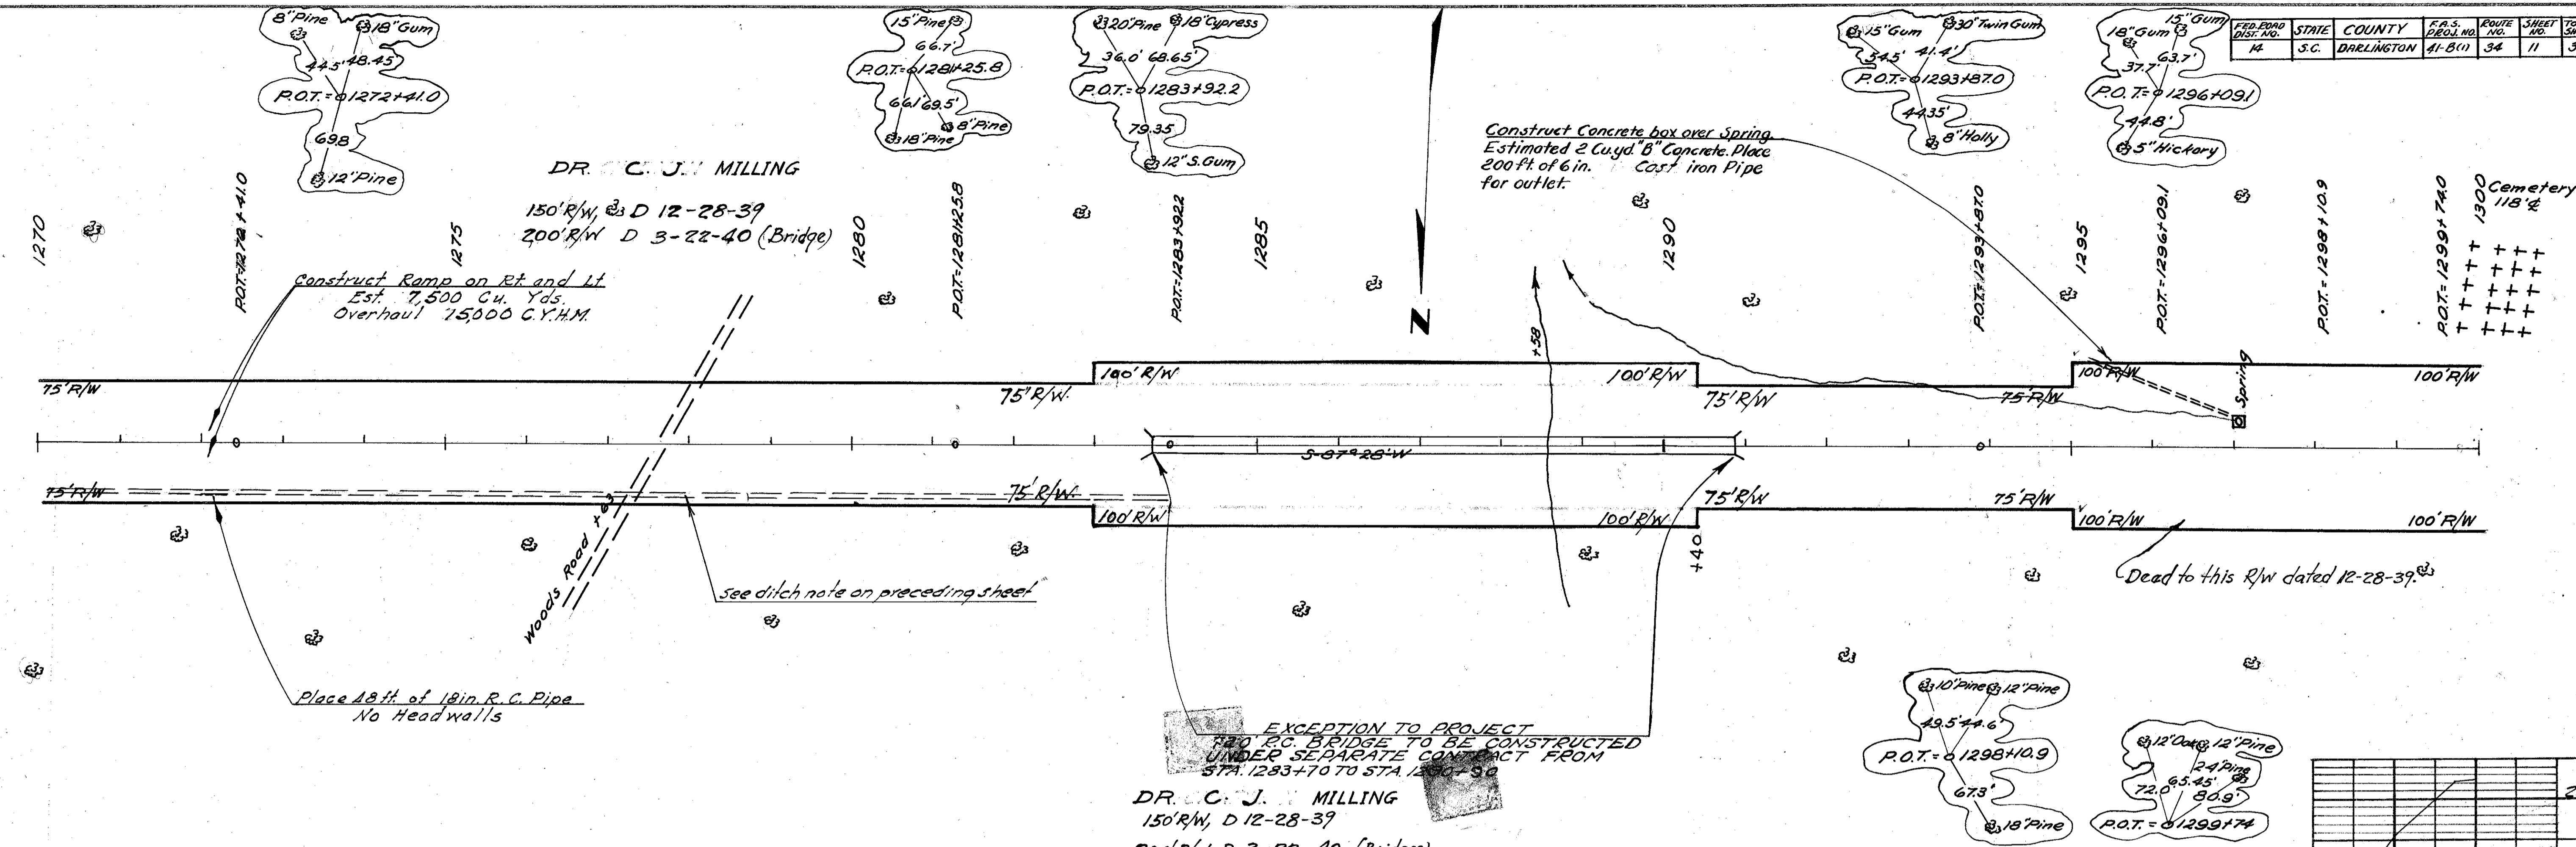 8"Pine
18"Gum
44.5' 48.45'
P.O.T.= 1272+41.0
69.8
12"Pine
15"Pine
66.7'
P.O.T.= 1281+25.8
66.1' 69.5'
8"Pine
18"Pine
20"Pine 18"Cypress
36.0' 68.65'
P.O.T.= 1283+92.2
79.35
12"S.Gum
15"Gum 30"Twin Gum
54.5' 41.4'
P.O.T.= 1293+87.0
44.35'
8"Holly
15"Gum
18"Gum
37.7' 63.7'
P.O.T.= 1296+09.1
44.8'
5"Hickory
FED. ROAD DIST. NO. STATE COUNTY F.A.S. PROJ. NO. ROUTE NO. SHEET NO.
14 S.C. DARLINGTON 41-B(1) 34 11
DR. C. J. MILLING
150'R/W, D 12-28-39
200'R/W D 3-22-40 (Bridge)
Construct Concrete box over Spring.
Estimated 2 Cu.yd. "B" Concrete. Place
200 ft. of 6 in. Cast iron Pipe
for outlet.
1270
P.O.T.=1272+41.0
1275
1280
P.O.T.=1281+25.8
P.O.T.=1283+92.2
1285
N
1290
P.O.T.=1293+87.0
1295
P.O.T.=1296+09.1
P.O.T.=1298+10.9
P.O.T.=1299+74.0
1300
Cemetery
118'℄
Construct Ramp on Rt. and Lt.
Est. 7,500 Cu. Yds.
Overhaul 15,000 C.Y.H.M.
+58
Spring
75'R/W
75'R/W.
100'R/W
100'R/W
75'R/W
75'R/W
100'R/W
100'R/W
S-87°28'W
75'R/W
75'R/W.
100'R/W
100'R/W
75'R/W
75'R/W
100'R/W
100'R/W
+40
Woods Road +63
See ditch note on preceding sheet
Dead to this R/W dated 12-28-39.
Place 48 ft. of 18in. R.C. Pipe
No Headwalls
EXCEPTION TO PROJECT
720' R.C. BRIDGE TO BE CONSTRUCTED
UNDER SEPARATE CONTRACT FROM
STA. 1283+70 TO STA. 1290+90
DR. C. J. MILLING
150'R/W, D 12-28-39
10"Pine 12"Pine
49.5' 44.6'
P.O.T.= 1298+10.9
67.3'
18"Pine
12"Oak 12"Pine
24"Pine
72.0' 65.45' 80.9'
P.O.T.= 1299+74